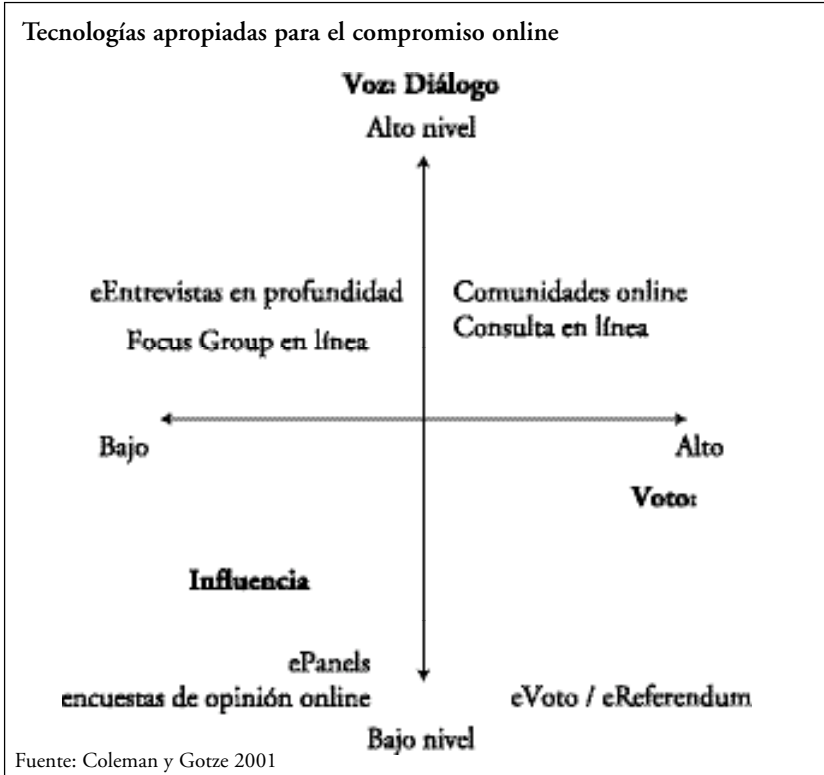 Tecnologías apropiadas para el compromiso online
Voz: Diálogo
Alto nivel
eEntrevistas en profundidad
Focus Group en línea
Comunidades online
Consulta en línea
Bajo
Alto
Voto:
Influencia
ePanels
encuestas de opinión online
eVoto / eReferendum
Bajo nivel
Fuente: Coleman y Gotze 2001